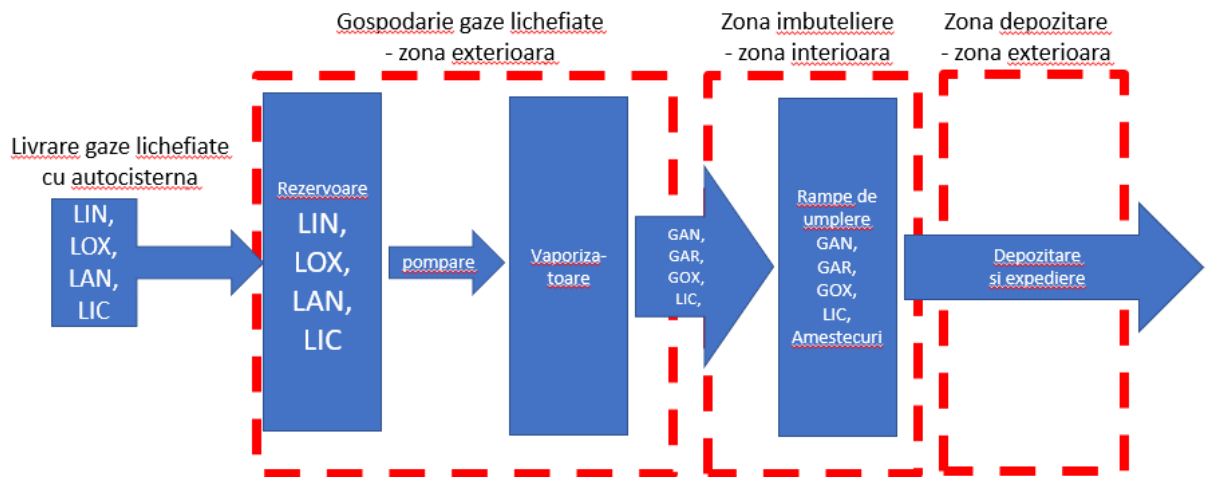 Gospodarie gaze lichefiate
- zona exterioara
Zona imbuteliere
- zona interioara
Zona depozitare
- zona exterioara
Livrare gaze lichefiate
cu autocisterna
LIN,
LOX,
LAN,
LIC
Rezervoare
LIN,
LOX,
LAN,
LIC
pompare
Vaporiza-
toare
GAN,
GAR,
GOX,
LIC,
Rampe de
umplere
GAN,
GAR,
GOX,
LIC,
Amestecuri
Depozitare
si expediere